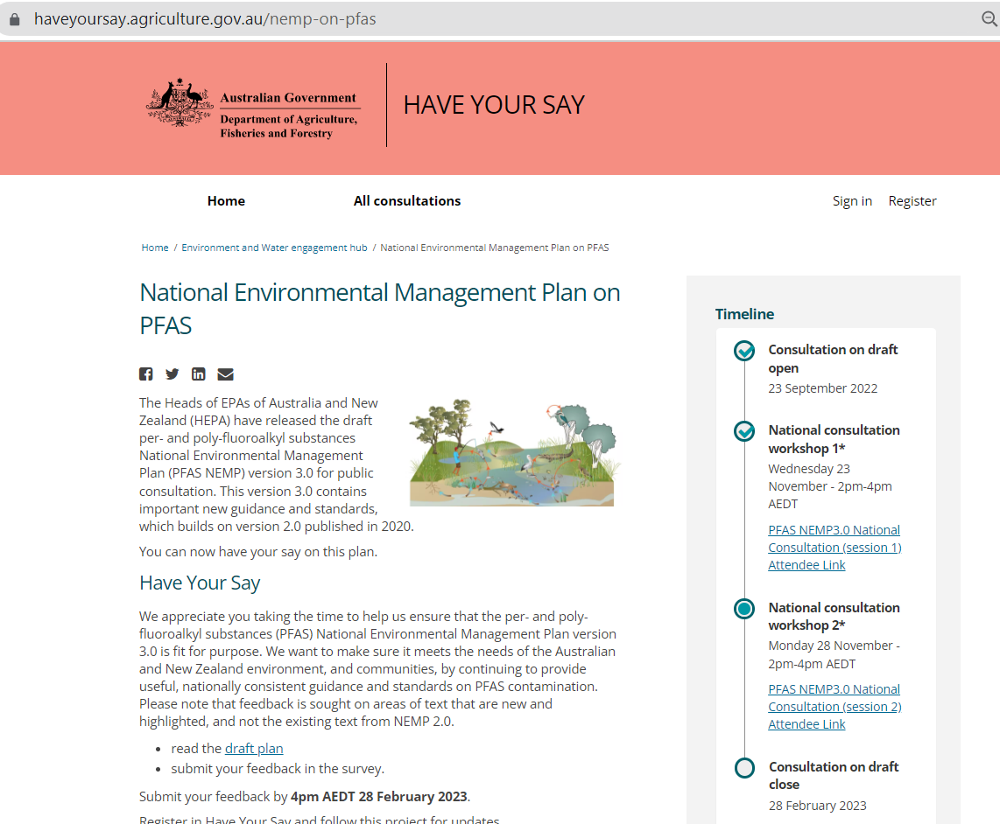 haveyoursay.agriculture.gov.au/nemp-on-pfas
Australian Government
Department of Agriculture,
Fisheries and Forestry
HAVE YOUR SAY
Home
All consultations
Sign in
Register
Home / Environment and Water engagement hub / National Environmental Management Plan on PFAS
National Environmental Management Plan on
PFAS
The Heads of EPAs of Australia and New
Zealand (HEPA) have released the draft
per- and poly-fluoroalkyl substances
National Environmental Management
Plan (PFAS NEMP) version 3.0 for public
consultation. This version 3.0 contains
important new guidance and standards,
which builds on version 2.0 published in 2020.
You can now have your say on this plan.
Have Your Say
We appreciate you taking the time to help us ensure that the per- and poly-
fluoroalkyl substances (PFAS) National Environmental Management Plan version
3.0 is fit for purpose. We want to make sure it meets the needs of the Australian
and New Zealand environment, and communities, by continuing to provide
useful, nationally consistent guidance and standards on PFAS contamination.
Please note that feedback is sought on areas of text that are new and
highlighted, and not the existing text from NEMP 2.0.
• read the draft plan
• submit your feedback in the survey.
Submit your feedback by 4pm AEDT 28 February 2023.
Register in Have Your Say and follow this project for updates
Timeline
Consultation on draft
open
23 September 2022
National consultation
workshop 1*
Wednesday 23
November - 2pm-4pm
AEDT
PFAS NEMP3.0 National
Consultation (session 1)
Attendee Link
National consultation
workshop 2*
Monday 28 November -
2pm-4pm AEDT
PFAS NEMP3.0 National
Consultation (session 2)
Attendee Link
Consultation on draft
close
28 February 2023